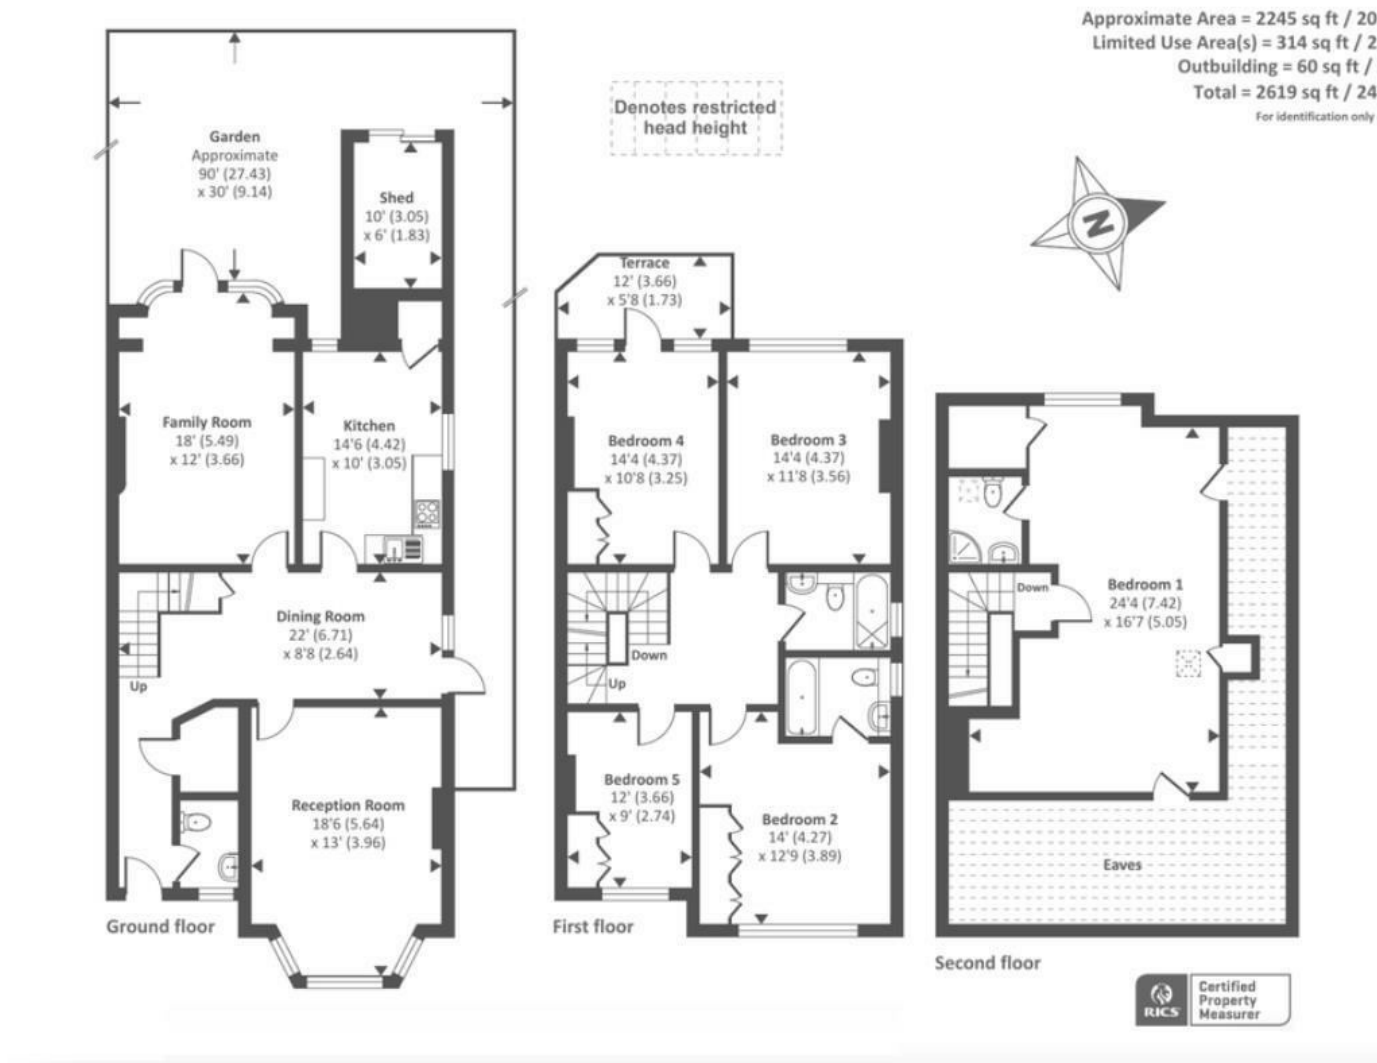 Approximate Area = 2245 sq ft / 20
Limited Use Area(s) = 314 sq ft / 2
Outbuilding = 60 sq ft /
Total = 2619 sq ft / 24
For identification only
Denotes restricted
head height
N
Garden
Approximate
90' (27.43)
x 30' (9.14)
Shed
10' (3.05)
x 6' (1.83)
Family Room
18' (5.49)
x 12' (3.66)
Kitchen
14'6 (4.42)
x 10' (3.05)
Dining Room
22' (6.71)
x 8'8 (2.64)
Up
Reception Room
18'6 (5.64)
x 13' (3.96)
Ground floor
Terrace
12' (3.66)
x 5'8 (1.73)
Bedroom 4
14'4 (4.37)
x 10'8 (3.25)
Bedroom 3
14'4 (4.37)
x 11'8 (3.56)
Down
Up
Bedroom 5
12' (3.66)
x 9' (2.74)
Bedroom 2
14' (4.27)
x 12'9 (3.89)
First floor
Down
Bedroom 1
24'4 (7.42)
x 16'7 (5.05)
Eaves
Second floor
RICS
Certified
Property
Measurer